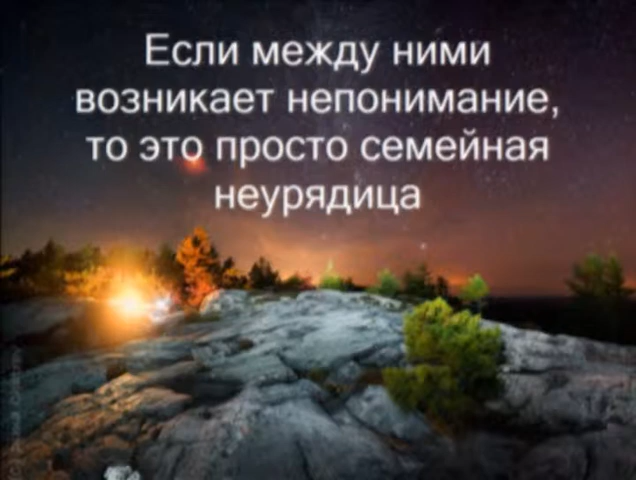 Если между ними
возникает непонимание,
то это просто семейная
неурядица